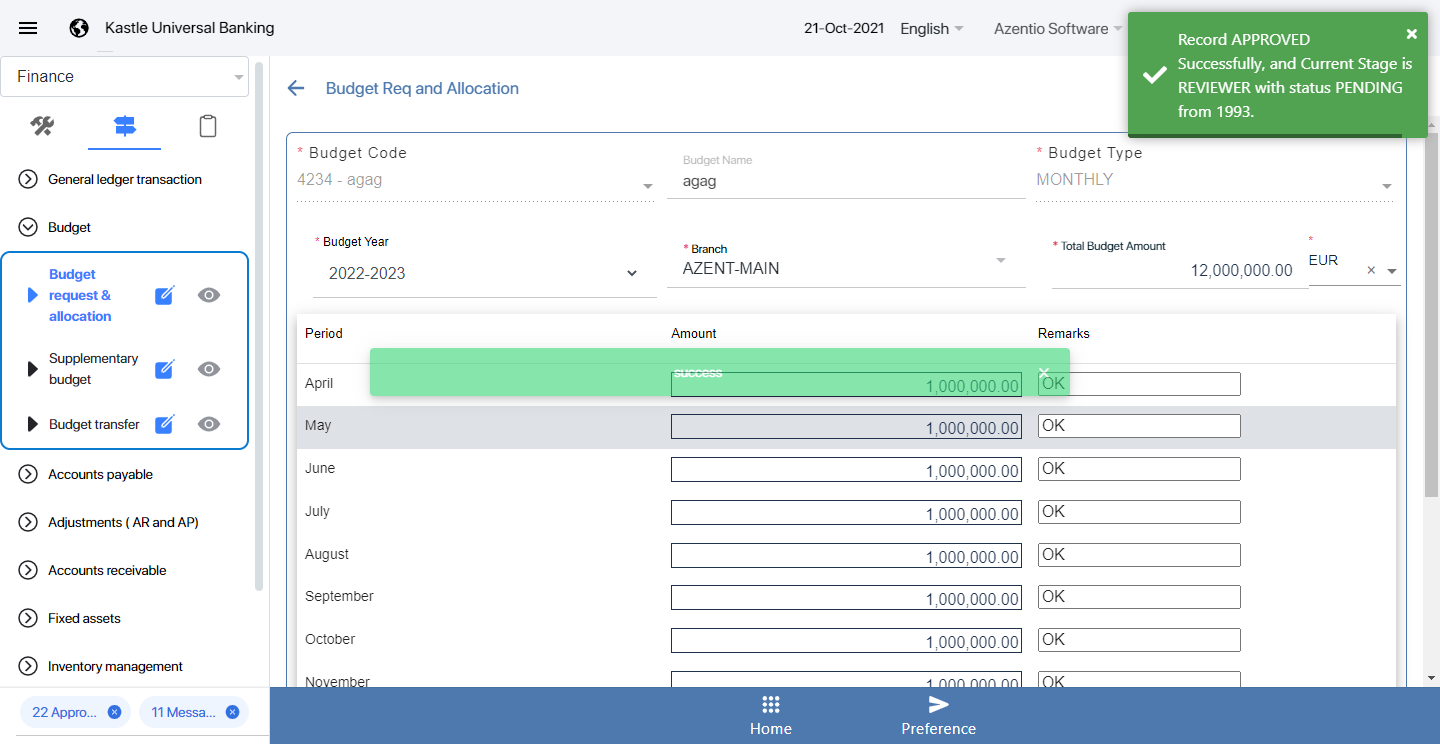 Kastle Universal Banking
21-Oct-2021
English
Azentio Software
Record APPROVED
Successfully, and Current Stage is
REVIEWER with status PENDING
from 1993.
Finance
General ledger transaction
Budget
Budget
request &
allocation
Supplementary
budget
Budget transfer
Accounts payable
Adjustments ( AR and AP)
Accounts receivable
Fixed assets
Inventory management
22 Appro...
11 Messa...
Budget Req and Allocation
* Budget Code
4234 - agag
Budget Name
agag
* Budget Type
MONTHLY
* Budget Year
2022-2023
* Branch
AZENT-MAIN
* Total Budget Amount
12,000,000.00
*
EUR
Period Amount Remarks
success
April 1,000,000.00 OK
May 1,000,000.00 OK
June 1,000,000.00 OK
July 1,000,000.00 OK
August 1,000,000.00 OK
September 1,000,000.00 OK
October 1,000,000.00 OK
November 1,000,000.00 OK
Home
Preference